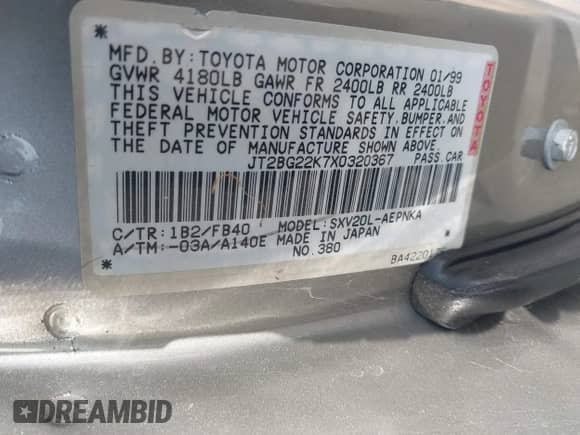 MFD. BY: TOYOTA MOTOR CORPORATION 01/99
GVWR 4180LB GAWR FR 2400LB RR 2400LB
THIS VEHICLE CONFORMS TO ALL APPLICABLE
FEDERAL MOTOR VEHICLE SAFETY, BUMPER, AND
THEFT PREVENTION STANDARDS IN EFFECT ON
THE DATE OF MANUFACTURE SHOWN ABOVE.
JT2BG22K7X0320367 PASS. CAR
C/TR: 1B2/FB40 MODEL: SXV20L-AEPNKA
A/TM: -03A/A140E MADE IN JAPAN
NO. 380
TOYOTA
DREAMBID